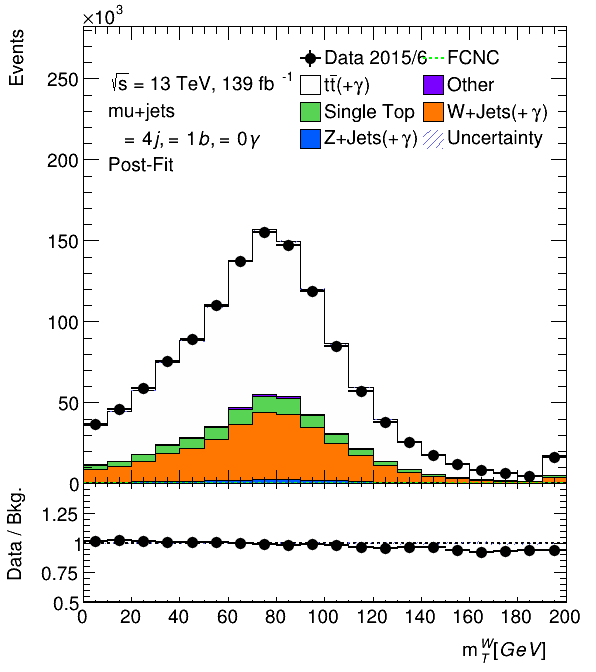 ×10³
Events
250
200
150
100
50
0
√s = 13 TeV, 139 fb⁻¹
mu+jets
= 4j, = 1b, = 0γ
Post-Fit
Data 2015/6 FCNC
tt̄(+γ) Other
Single Top W+Jets(+γ)
Z+Jets(+γ) Uncertainty
Data / Bkg.
1.25
1
0.75
0.5
0 20 40 60 80 100 120 140 160 180 200
m_T^W [GeV]